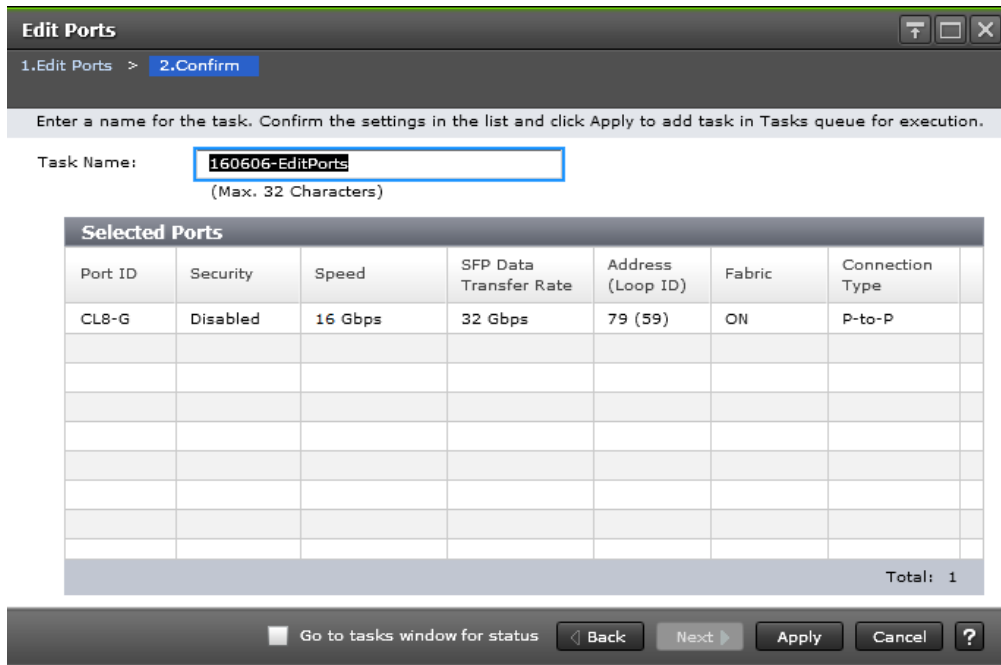 Edit Ports
1.Edit Ports > 2.Confirm
Enter a name for the task. Confirm the settings in the list and click Apply to add task in Tasks queue for execution.
Task Name: 160606-EditPorts
(Max. 32 Characters)
Selected Ports
Port ID Security Speed SFP Data Transfer Rate Address (Loop ID) Fabric Connection Type
CL8-G Disabled 16 Gbps 32 Gbps 79 (59) ON P-to-P
Total: 1
Go to tasks window for status Back Next Apply Cancel ?